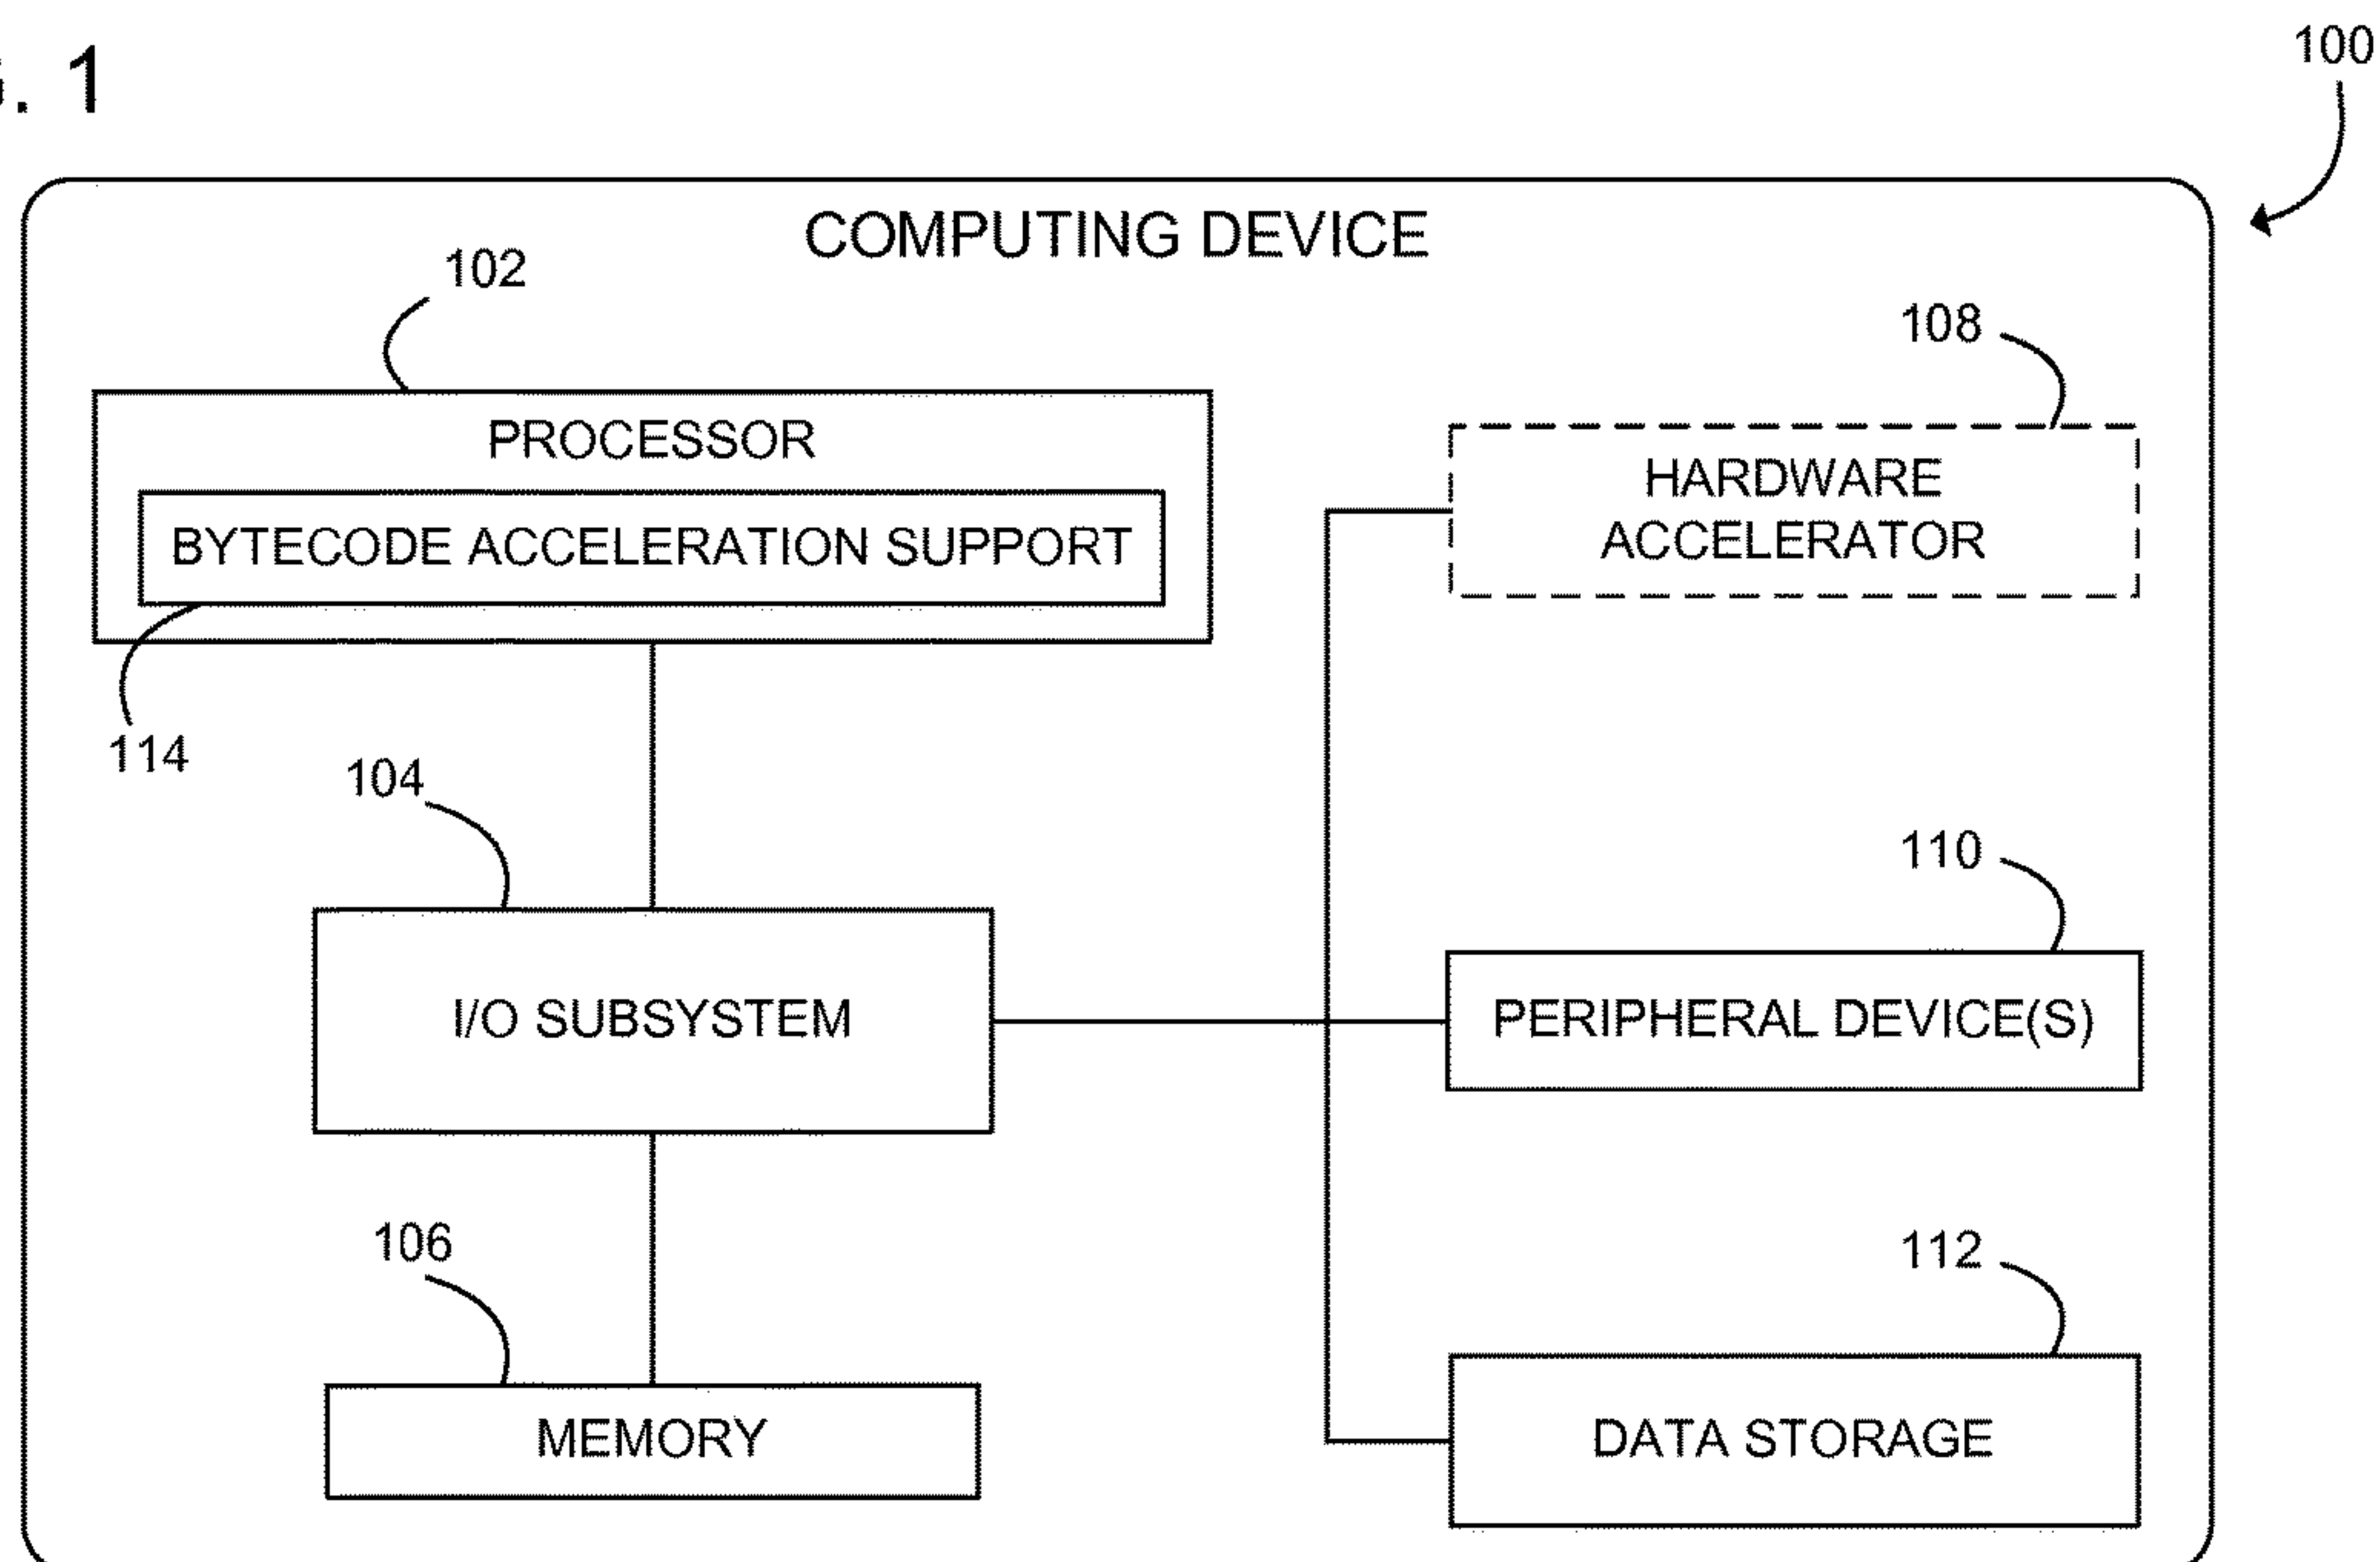 . 1
100
COMPUTING DEVICE
102
108
PROCESSOR
HARDWARE
ACCELERATOR
BYTECODE ACCELERATION SUPPORT
114
104
110
I/O SUBSYSTEM
PERIPHERAL DEVICE(S)
106
112
MEMORY
DATA STORAGE